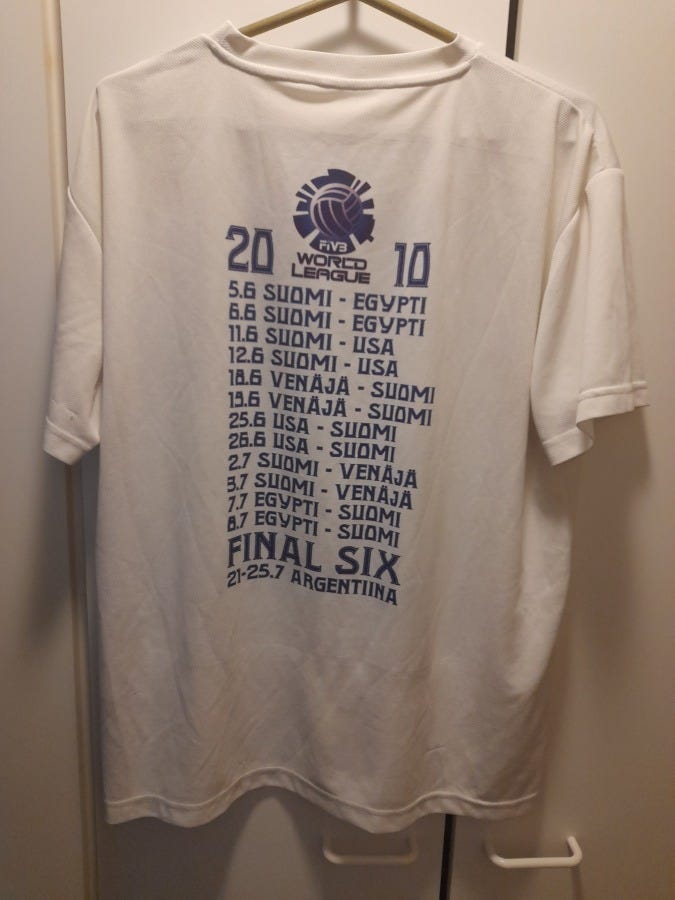 FIVB
WORLD
LEAGUE
2010
5.6 SUOMI - EGYPTI
6.6 SUOMI - EGYPTI
11.6 SUOMI - USA
12.6 SUOMI - USA
18.6 VENÄJÄ - SUOMI
19.6 VENÄJÄ - SUOMI
25.6 USA - SUOMI
26.6 USA - SUOMI
2.7 SUOMI - VENÄJÄ
3.7 SUOMI - VENÄJÄ
7.7 EGYPTI - SUOMI
8.7 EGYPTI - SUOMI
FINAL SIX
21-25.7 ARGENTIINA